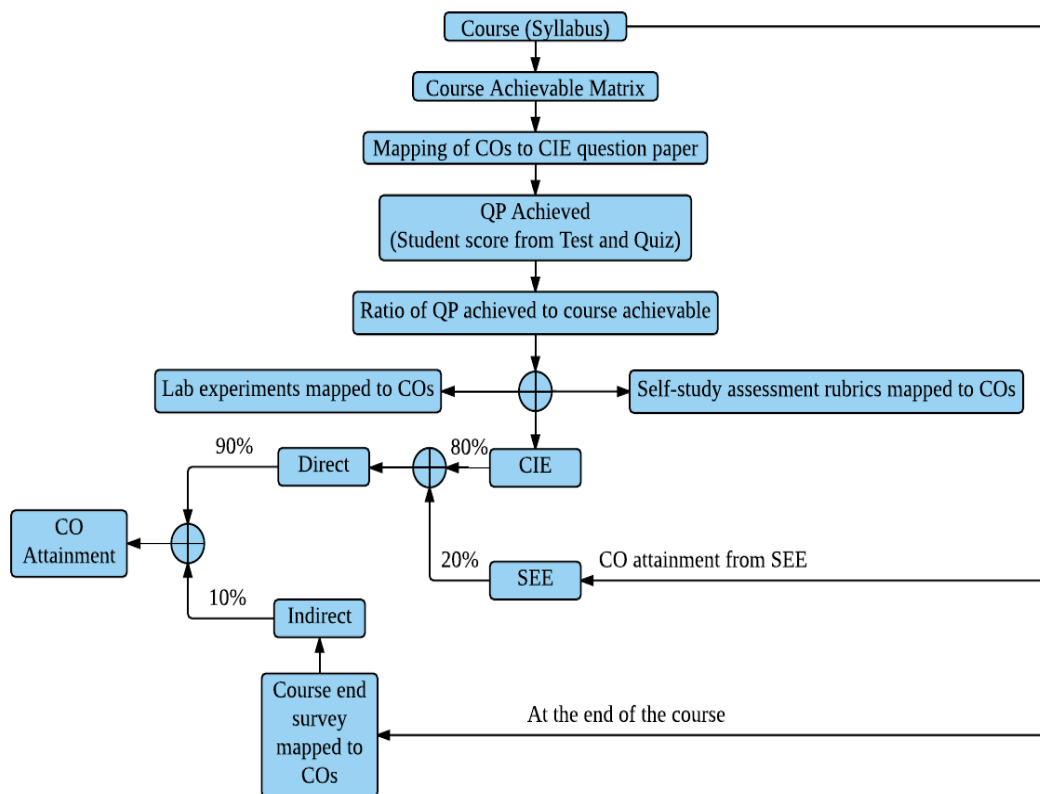 Course (Syllabus)
Course Achievable Matrix
Mapping of COs to CIE question paper
QP Achieved
(Student score from Test and Quiz)
Ratio of QP achieved to course achievable
Lab experiments mapped to COs
Self-study assessment rubrics mapped to COs
90%
Direct
80%
CIE
CO
Attainment
20%
SEE
CO attainment from SEE
10%
Indirect
Course end
survey
mapped to
COs
At the end of the course